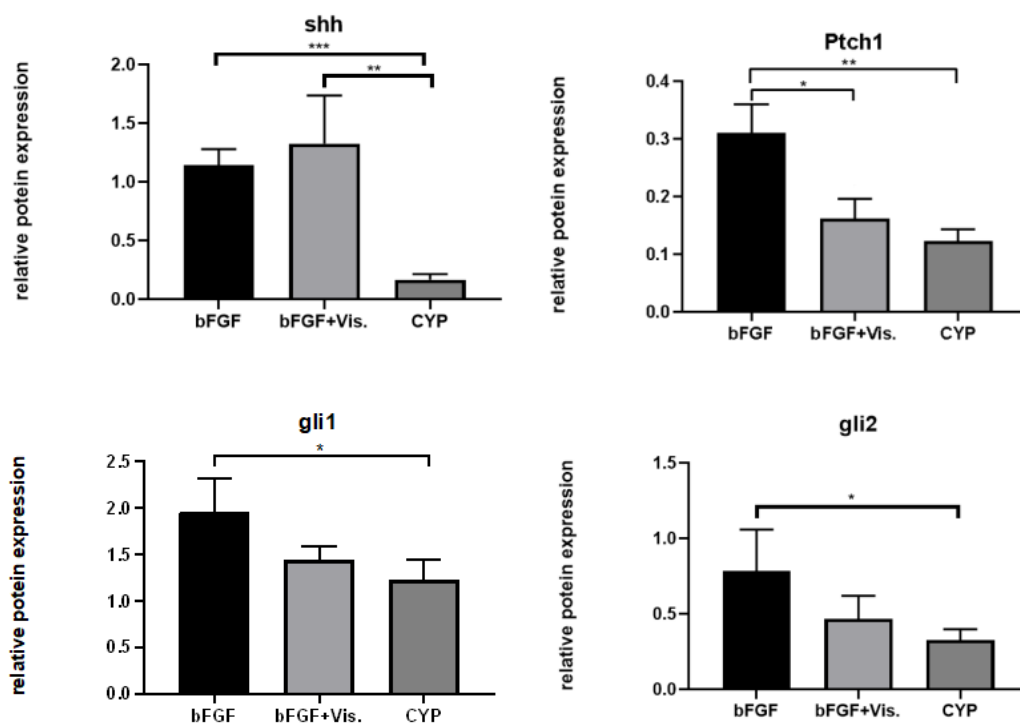 shh
***
**
2.0
1.5
1.0
0.5
0.0
relative potein expression
bFGF
bFGF+Vis.
CYP
Ptch1
**
*
0.4
0.3
0.2
0.1
0.0
relative potein expression
bFGF
bFGF+Vis.
CYP
gli1
*
2.5
2.0
1.5
1.0
0.5
0.0
relative potein expression
bFGF
bFGF+Vis.
CYP
gli2
*
1.5
1.0
0.5
0.0
relative potein expression
bFGF
bFGF+Vis.
CYP